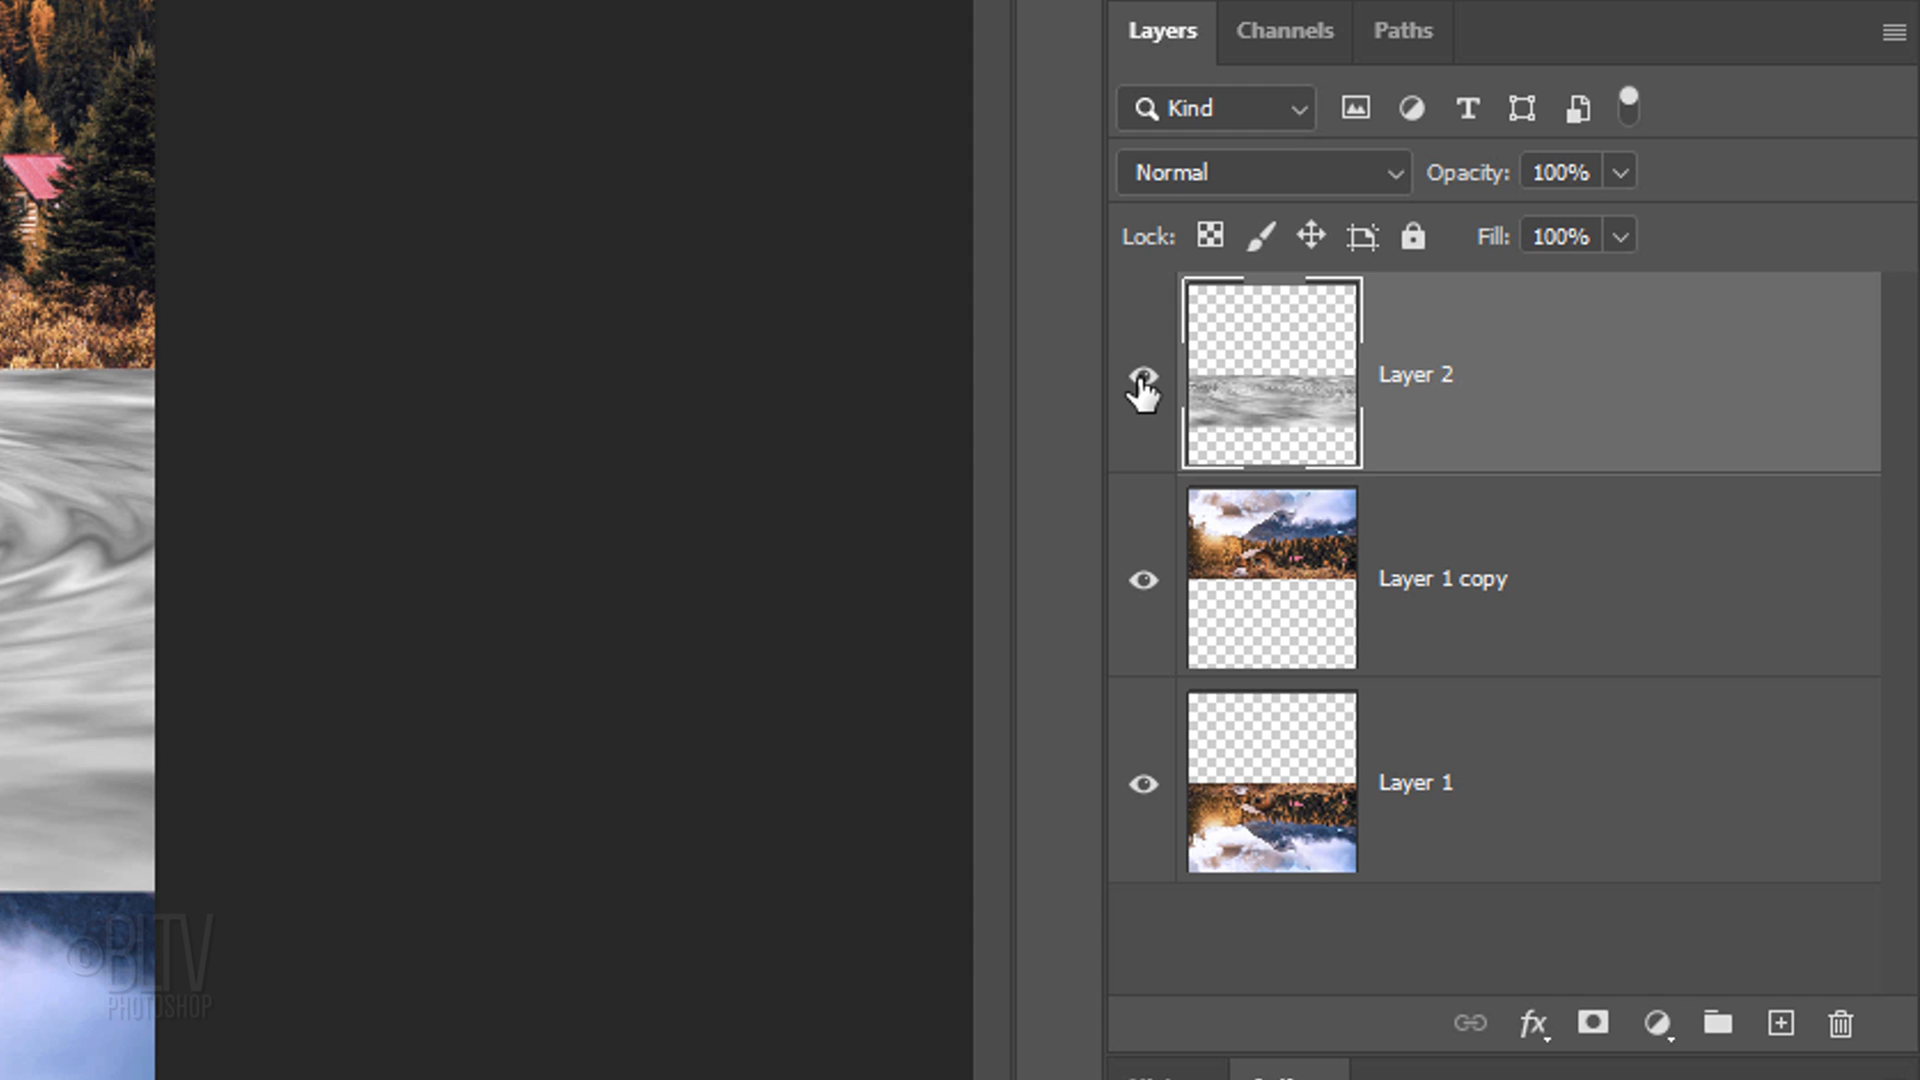 Layers Channels Paths
Kind
Normal Opacity: 100%
Lock: Fill: 100%
Layer 2
Layer 1 copy
Layer 1
fx
©BLTV
PHOTOSHOP